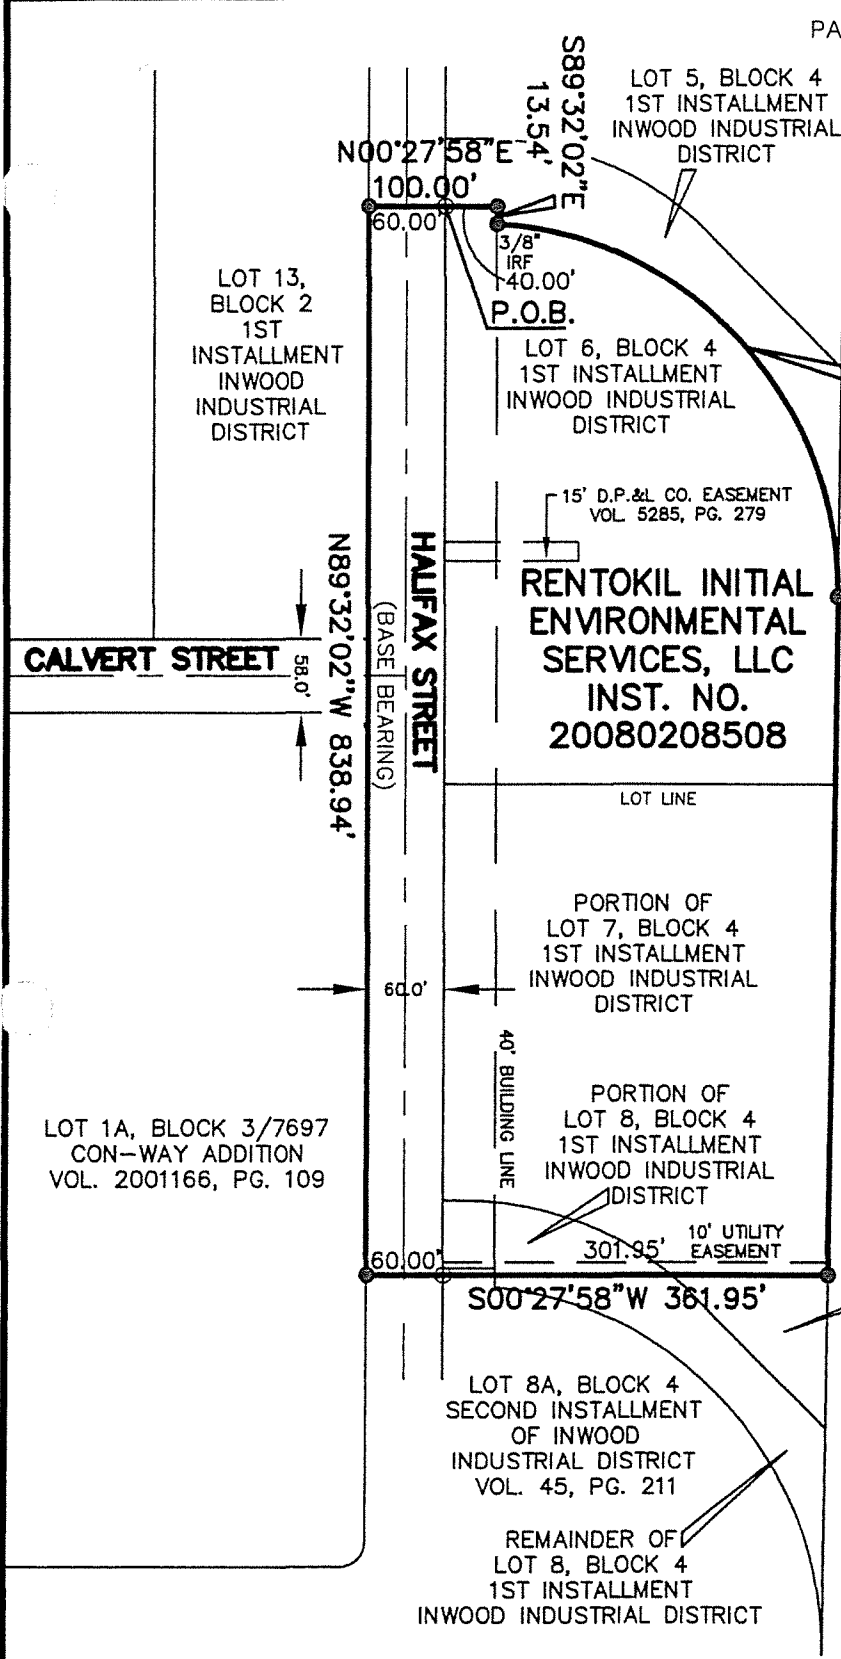 PA
S89°32'02"E
13.54'
LOT 5, BLOCK 4
1ST INSTALLMENT
INWOOD INDUSTRIAL
DISTRICT
N00°27'58"E
100.00'
60.00'
3/8"
IRF
40.00'
P.O.B.
LOT 13,
BLOCK 2
1ST
INSTALLMENT
INWOOD
INDUSTRIAL
DISTRICT
LOT 6, BLOCK 4
1ST INSTALLMENT
INWOOD INDUSTRIAL
DISTRICT
15' D.P.&L CO. EASEMENT
VOL. 5285, PG. 279
RENTOKIL INITIAL
ENVIRONMENTAL
SERVICES, LLC
INST. NO.
20080208508
N89°32'02"W 838.94'
(BASE BEARING)
HALIFAX STREET
CALVERT STREET
58.0'
LOT LINE
PORTION OF
LOT 7, BLOCK 4
1ST INSTALLMENT
INWOOD INDUSTRIAL
DISTRICT
60.0'
40' BUILDING LINE
PORTION OF
LOT 8, BLOCK 4
1ST INSTALLMENT
INWOOD INDUSTRIAL
DISTRICT
LOT 1A, BLOCK 3/7697
CON-WAY ADDITION
VOL. 2001166, PG. 109
10' UTILITY
EASEMENT
301.95'
60.00'
S00°27'58"W 361.95'
LOT 8A, BLOCK 4
SECOND INSTALLMENT
OF INWOOD
INDUSTRIAL DISTRICT
VOL. 45, PG. 211
REMAINDER OF
LOT 8, BLOCK 4
1ST INSTALLMENT
INWOOD INDUSTRIAL DISTRICT